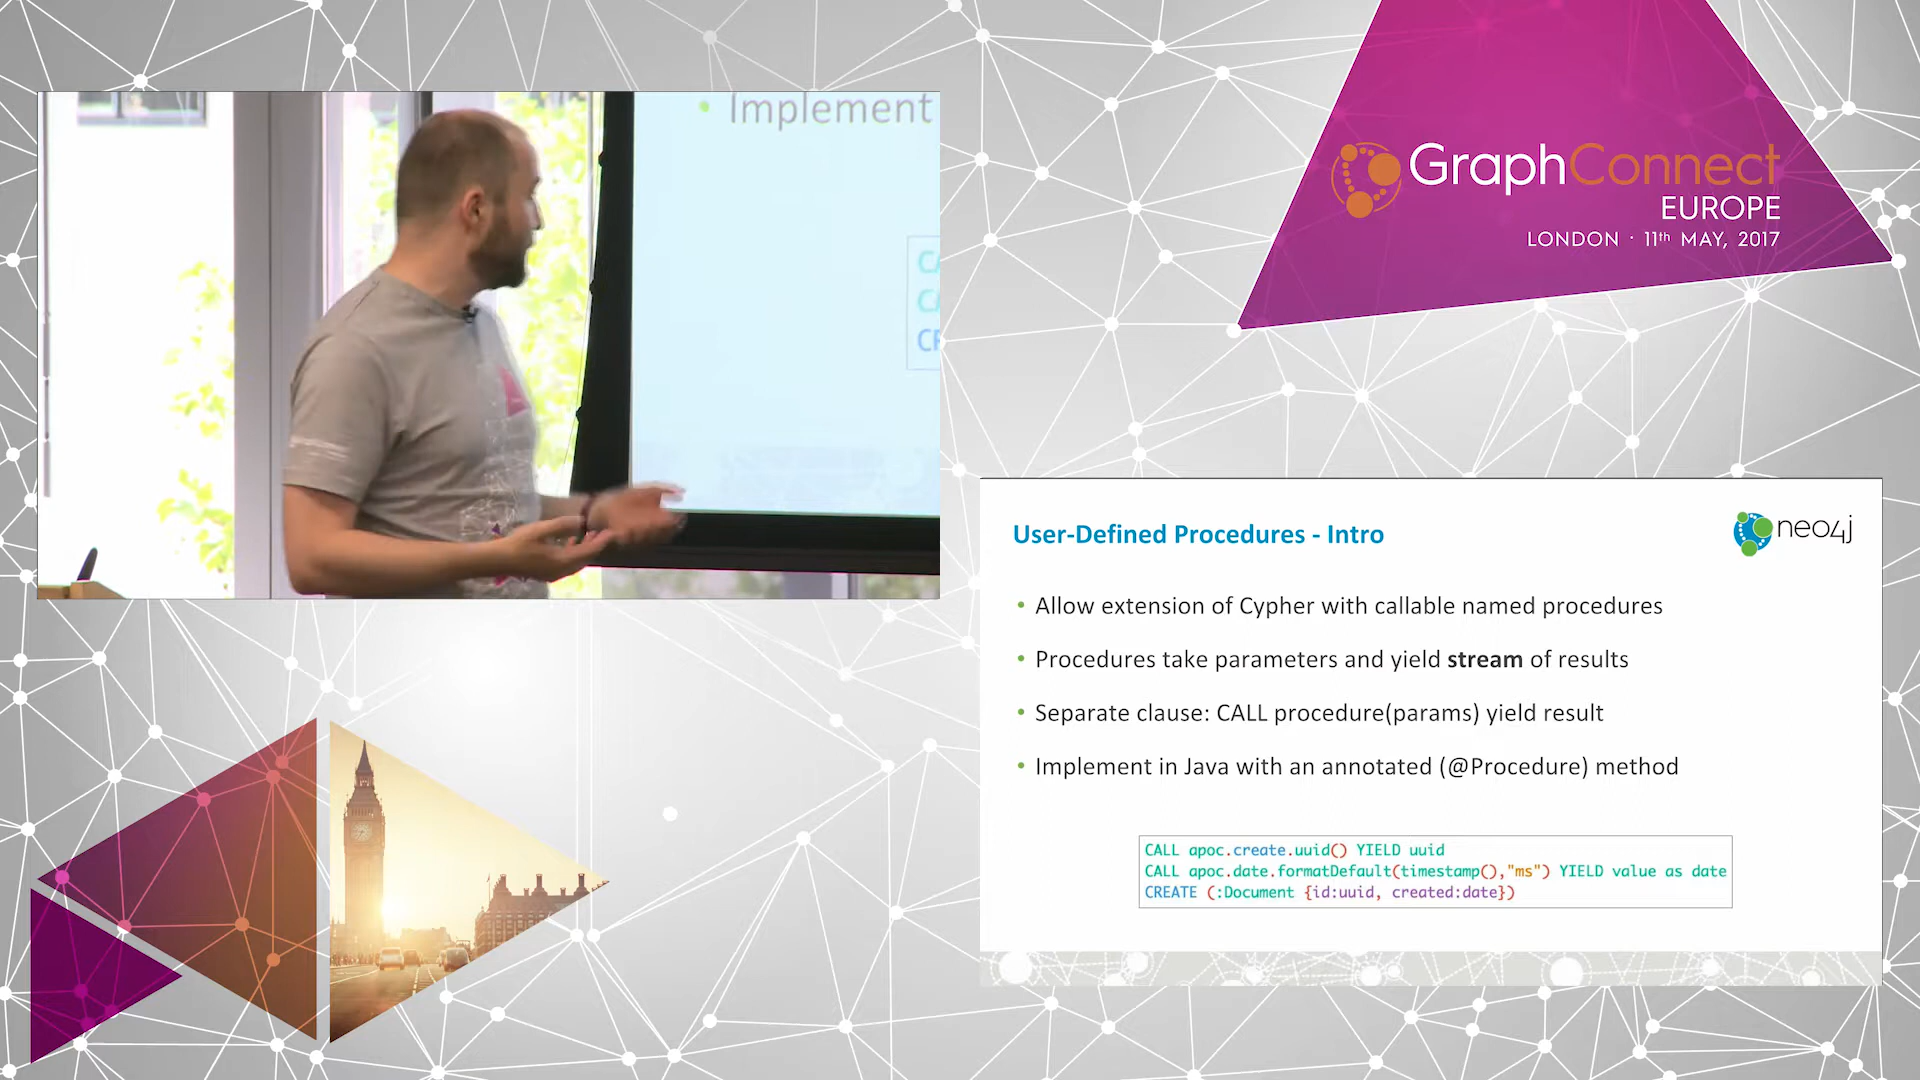 Implement
GraphConnect
EUROPE
LONDON · 11th MAY, 2017
User-Defined Procedures - Intro
neo4j
• Allow extension of Cypher with callable named procedures
• Procedures take parameters and yield stream of results
• Separate clause: CALL procedure(params) yield result
• Implement in Java with an annotated (@Procedure) method
CALL apoc.create.uuid() YIELD uuid
CALL apoc.date.formatDefault(timestamp(),"ms") YIELD value as date
CREATE (:Document {id:uuid, created:date})